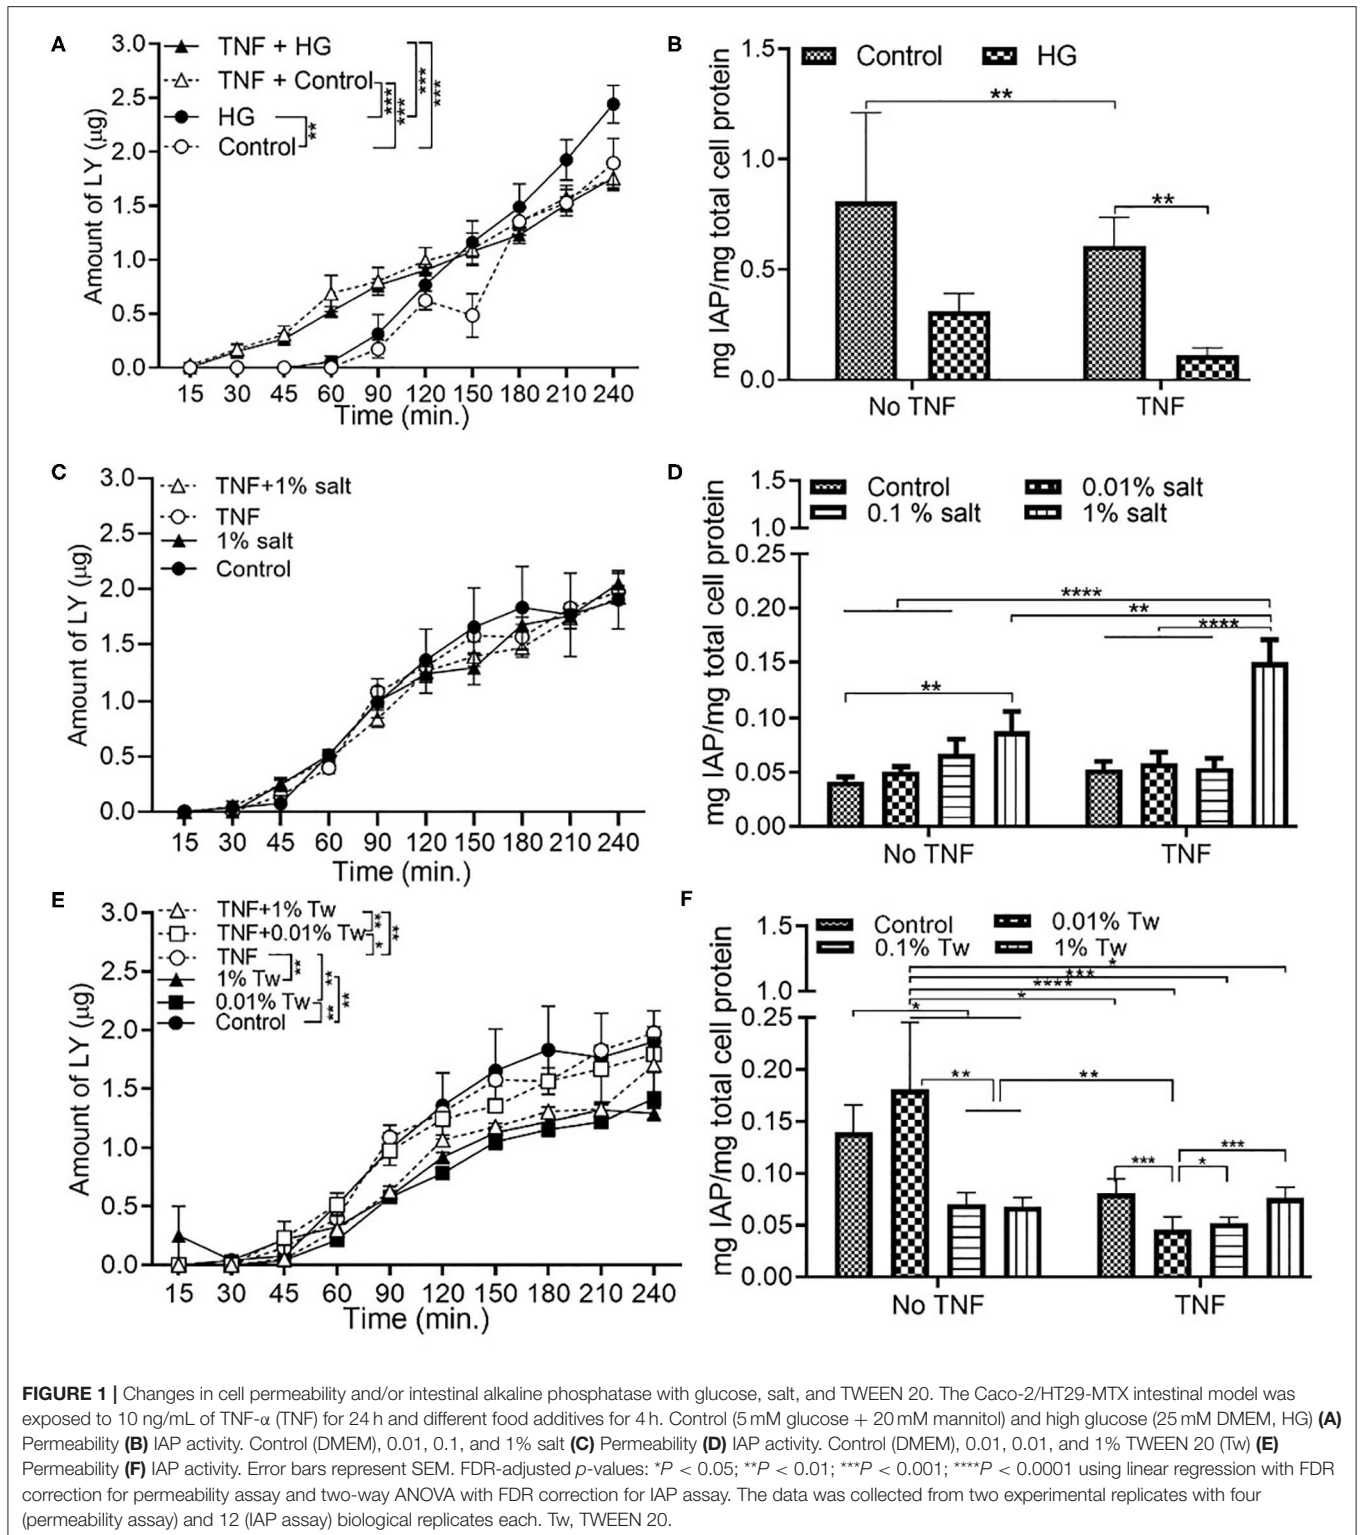 A
3.0
TNF + HG
TNF + Control
HG
Control
***
***
***
***
**
2.5
2.0
1.5
1.0
0.5
0.0
Amount of LY (µg)
15 30 45 60 90 120 150 180 210 240
Time (min.)
B
1.5
Control HG
**
**
1.0
0.5
0.0
mg IAP/mg total cell protein
No TNF TNF
C
3.0
TNF+1% salt
TNF
1% salt
Control
2.5
2.0
1.5
1.0
0.5
0.0
Amount of LY (µg)
15 30 45 60 90 120 150 180 210 240
Time (min.)
D
1.5
Control 0.01% salt
0.1 % salt 1% salt
1.0
0.25
0.20
0.15
0.10
0.05
0.00
****
**
****
**
mg IAP/mg total cell protein
No TNF TNF
E
3.0
TNF+1% Tw
TNF+0.01% Tw
TNF
1% Tw
0.01% Tw
Control
**
*
**
**
**
**
**
2.5
2.0
1.5
1.0
0.5
0.0
Amount of LY (µg)
15 30 45 60 90 120 150 180 210 240
Time (min.)
F
1.5
Control 0.01% Tw
0.1% Tw 1% Tw
1.0
0.25
0.20
0.15
0.10
0.05
0.00
*
***
****
*
*
**
**
***
***
*
mg IAP/mg total cell protein
No TNF TNF
FIGURE 1 | Changes in cell permeability and/or intestinal alkaline phosphatase with glucose, salt, and TWEEN 20. The Caco-2/HT29-MTX intestinal model was
exposed to 10 ng/mL of TNF-α (TNF) for 24 h and different food additives for 4 h. Control (5 mM glucose + 20 mM mannitol) and high glucose (25 mM DMEM, HG) (A)
Permeability (B) IAP activity. Control (DMEM), 0.01, 0.1, and 1% salt (C) Permeability (D) IAP activity. Control (DMEM), 0.01, 0.01, and 1% TWEEN 20 (Tw) (E)
Permeability (F) IAP activity. Error bars represent SEM. FDR-adjusted p-values: *P < 0.05; **P < 0.01; ***P < 0.001; ****P < 0.0001 using linear regression with FDR
correction for permeability assay and two-way ANOVA with FDR correction for IAP assay. The data was collected from two experimental replicates with four
(permeability assay) and 12 (IAP assay) biological replicates each. Tw, TWEEN 20.